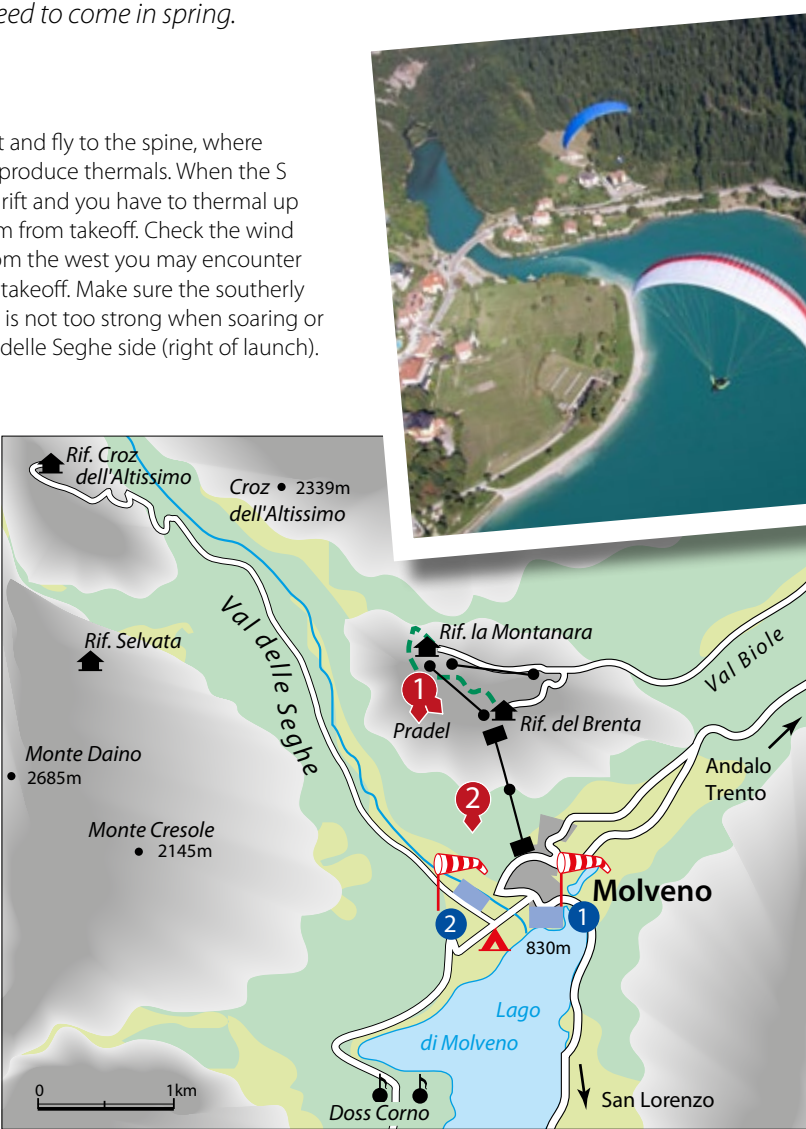 eed to come in spring.
t and fly to the spine, where
produce thermals. When the S
rift and you have to thermal up
m from takeoff. Check the wind
om the west you may encounter
takeoff. Make sure the southerly
is not too strong when soaring or
delle Seghe side (right of launch).
Rif. Croz
dell'Altissimo
Croz • 2339m
dell'Altissimo
Val delle Seghe
Rif. Selvata
Rif. la Montanara
1
Pradel
Rif. del Brenta
Val Biole
Monte Daino
• 2685m
Monte Cresole
• 2145m
2
Andalo
Trento
Molveno
2
1
830m
Lago
di Molveno
0 1km
Doss Corno
San Lorenzo